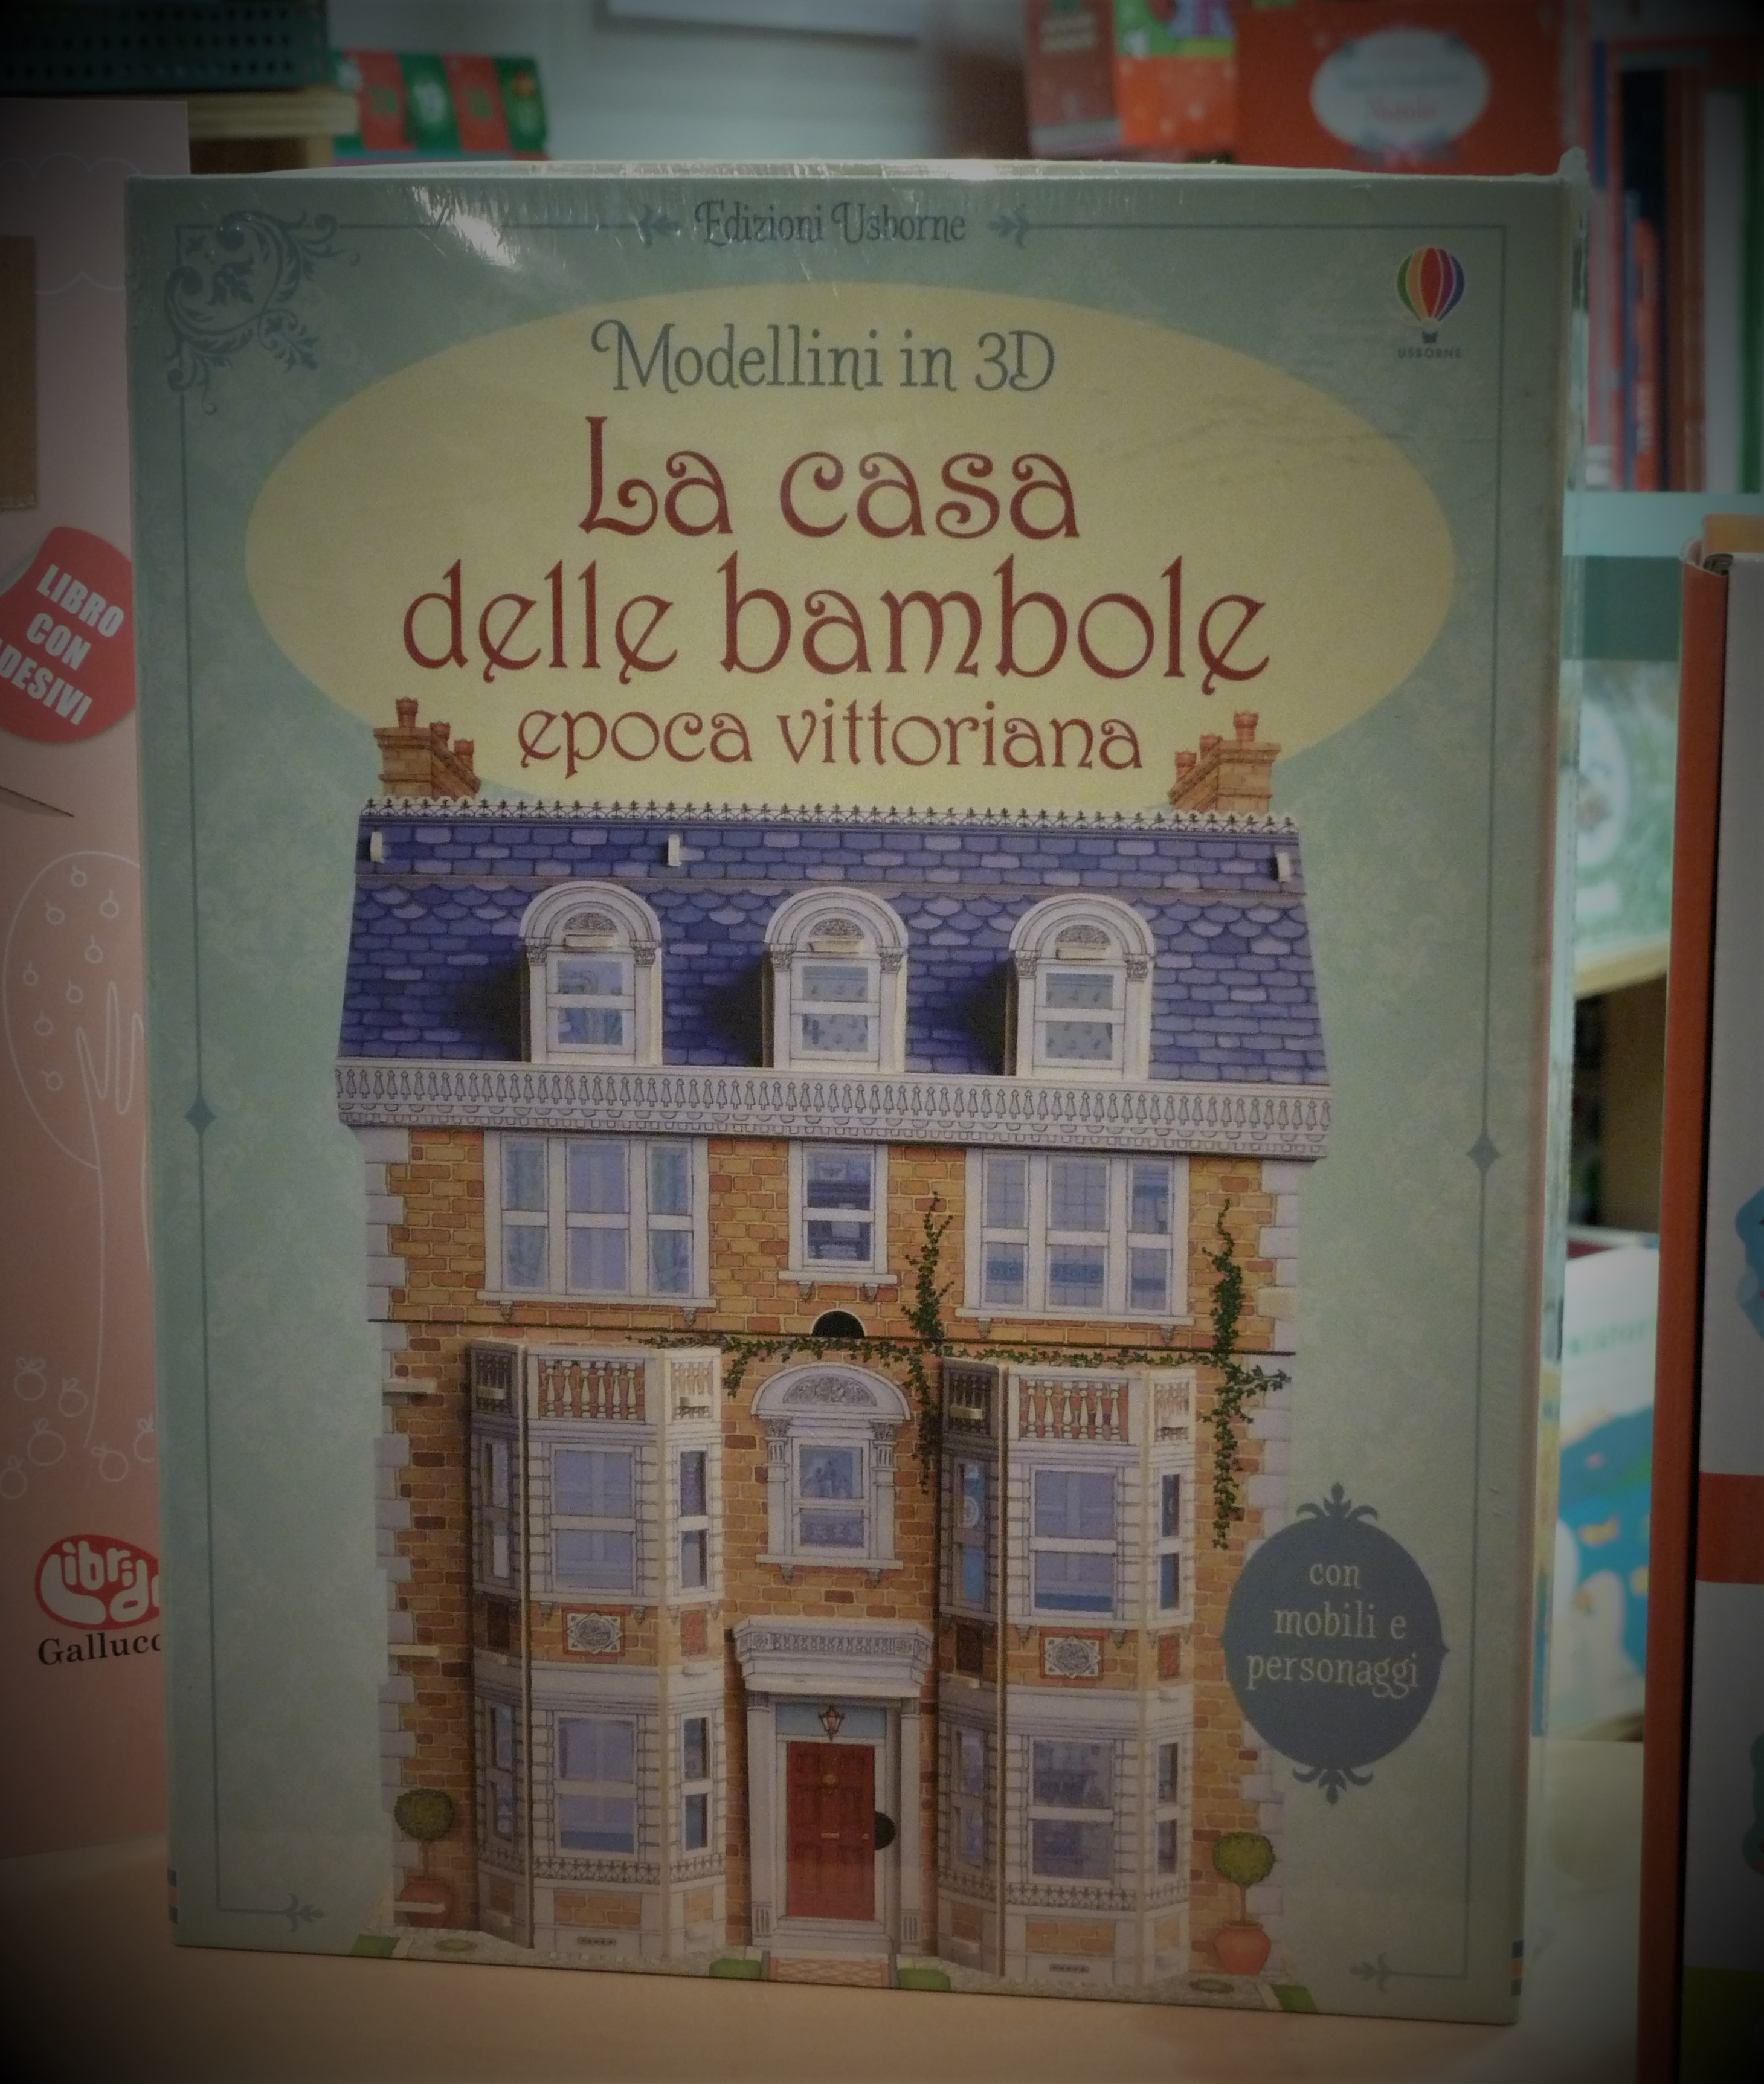 Edizioni Usborne
USBORNE
Modellini in 3D
La casa
delle bambole
epoca vittoriana
con
mobili e
personaggi
LIBRO
CON
DESIVI
Gallucc